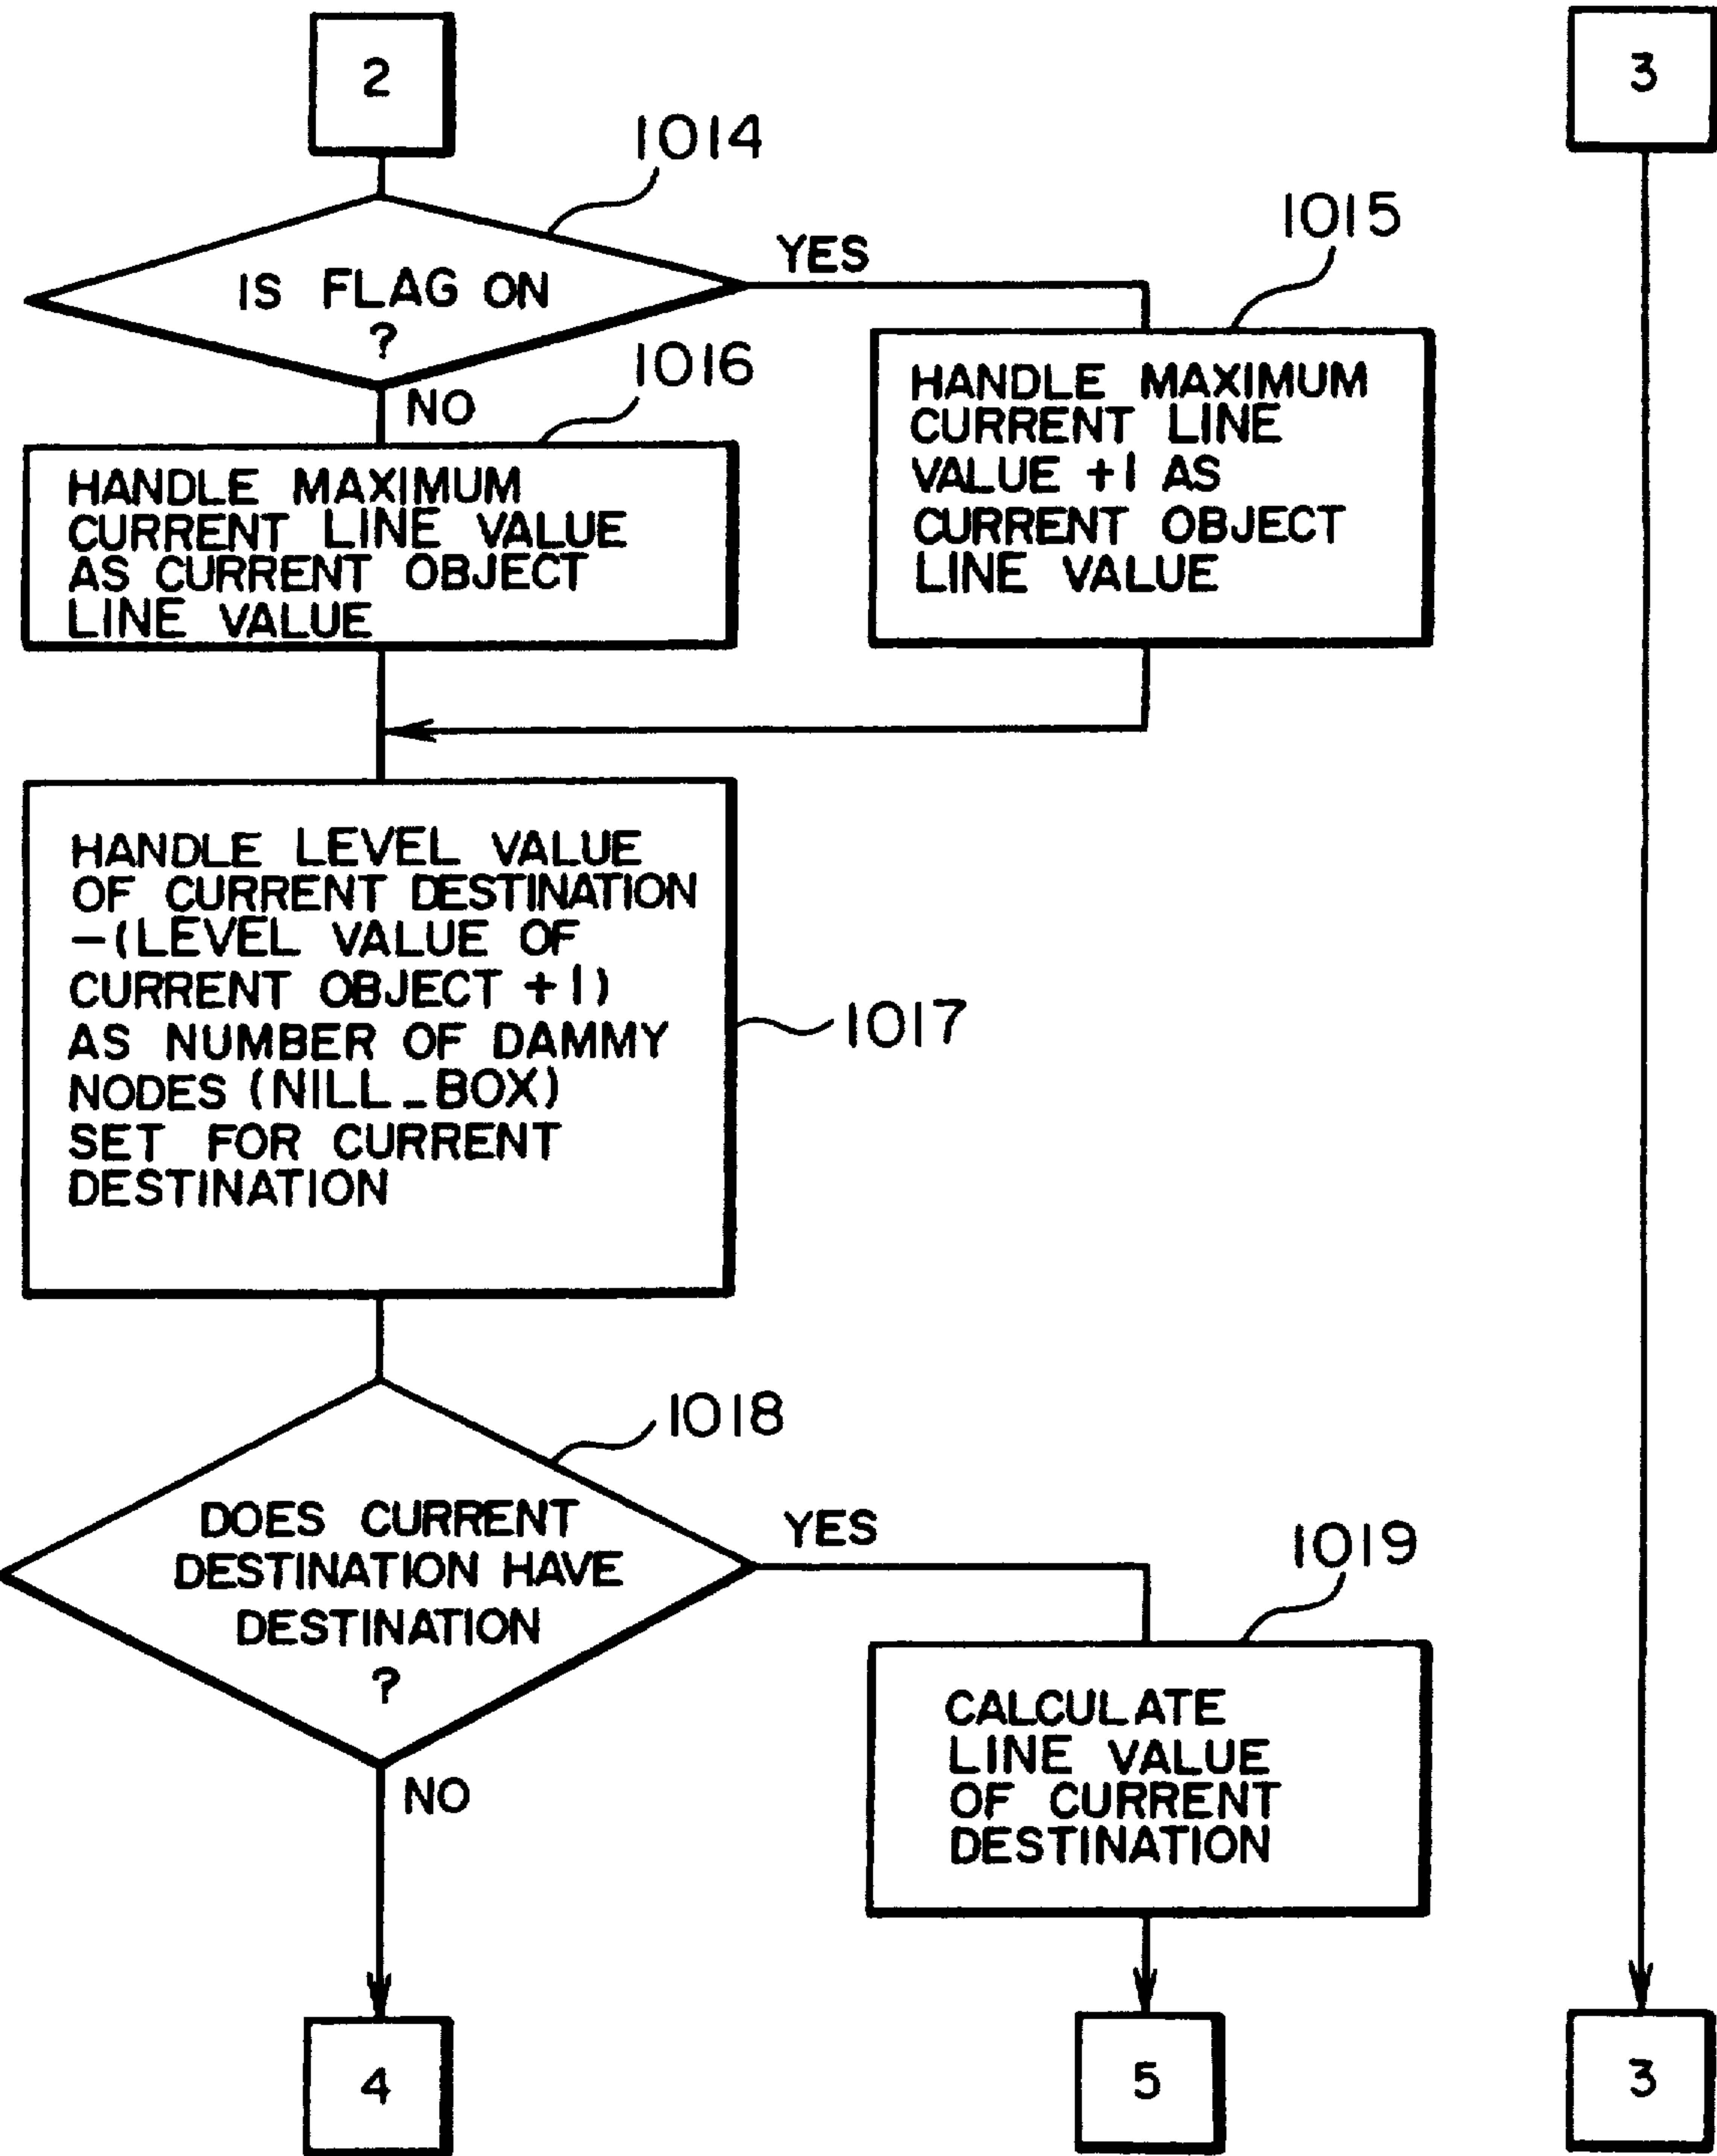 2
3
1014
IS FLAG ON
?
YES
NO
1015
HANDLE MAXIMUM
CURRENT LINE
VALUE +1 AS
CURRENT OBJECT
LINE VALUE
1016
HANDLE MAXIMUM
CURRENT LINE VALUE
AS CURRENT OBJECT
LINE VALUE
HANDLE LEVEL VALUE
OF CURRENT DESTINATION
-(LEVEL VALUE OF
CURRENT OBJECT +1)
AS NUMBER OF DAMMY
NODES (NILL_BOX)
SET FOR CURRENT
DESTINATION
1017
1018
DOES CURRENT
DESTINATION HAVE
DESTINATION
?
YES
NO
1019
CALCULATE
LINE VALUE
OF CURRENT
DESTINATION
4
5
3